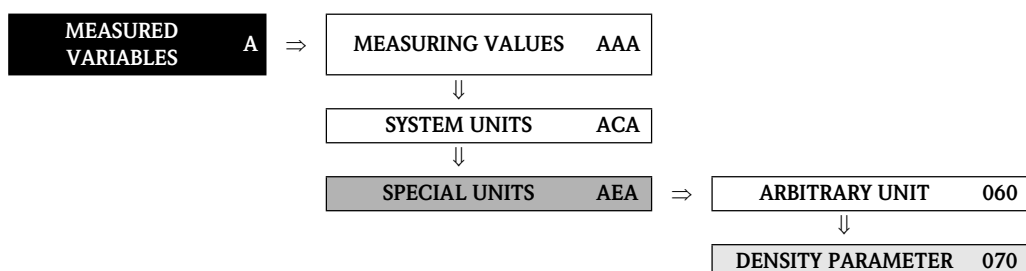 MEASURED
VARIABLES A ⇒ MEASURING VALUES AAA
⇓
SYSTEM UNITS ACA
⇓
SPECIAL UNITS AEA ⇒ ARBITRARY UNIT 060
⇓
DENSITY PARAMETER 070